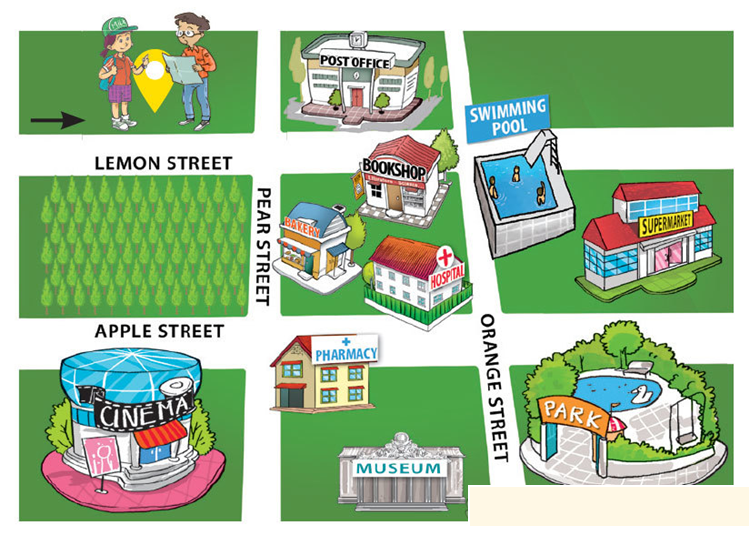 POST OFFICE
SWIMMING
POOL
LEMON STREET
BOOKSHOP
PEAR STREET
BAKERY
SUPERMARKET
HOSPITAL
APPLE STREET
ORANGE STREET
PHARMACY
CINEMA
PARK
MUSEUM